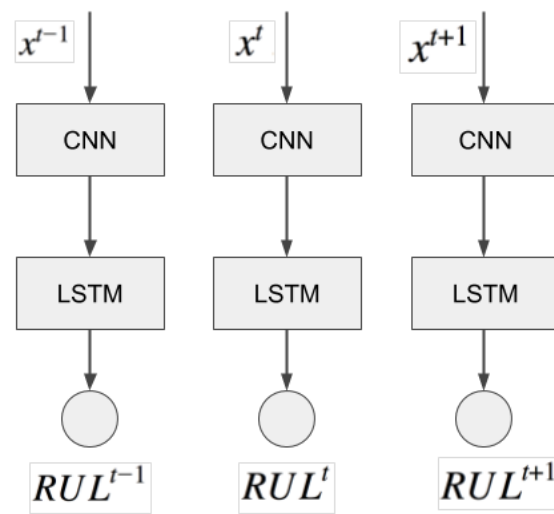 x^{t-1} x^t x^{t+1}
CNN CNN CNN
LSTM LSTM LSTM
RUL^{t-1} RUL^t RUL^{t+1}